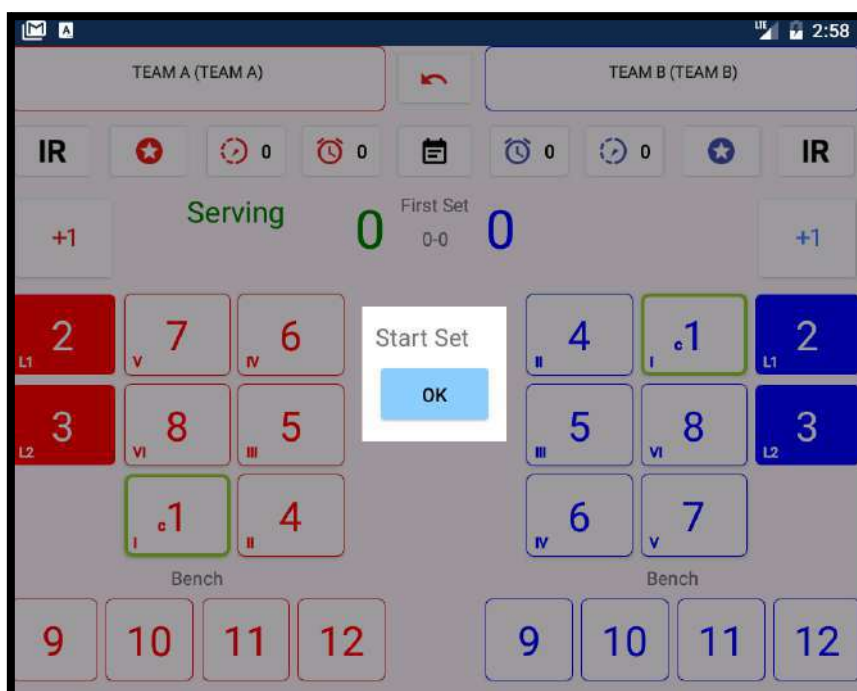 A LTE 2:58
TEAM A (TEAM A) TEAM B (TEAM B)
IR 0 0 0 0 IR
+1 Serving 0 First Set 0 +1
0-0
2 L1 7 V 6 IV 4 II c1 I 2 L1
Start Set
OK
3 L2 8 VI 5 III 5 III 8 VI 3 L2
c1 I 4 II 6 IV 7 V
Bench Bench
9 10 11 12 9 10 11 12